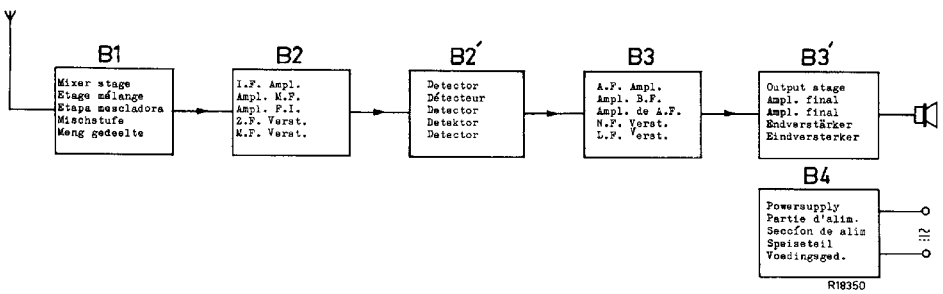 B1
Mixer stage
Etage mélange
Etapa mescladora
Mischstufe
Meng gedeelte
B2
I.F. Ampl.
Ampl. M.F.
Ampl. F.I.
Z.F. Verst.
M.F. Verst.
B2′
Detector
Détecteur
Detector
Detektor
Detector
B3
A.F. Ampl.
Ampl. B.F.
Ampl. de A.F.
N.F. Verst.
L.F. Verst.
B3′
Output stage
Ampl. final
Ampl. final
Endverstärker
Eindversterker
B4
Powersupply
Partie d'alim.
Seccíon de alim
Speiseteil
Voedingsged.
R18350